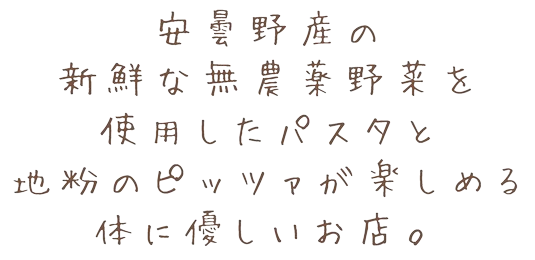 安曇野産の
新鮮な無農薬野菜を
使用したパスタと
地粉のピッツァが楽しめる
体に優しいお店。